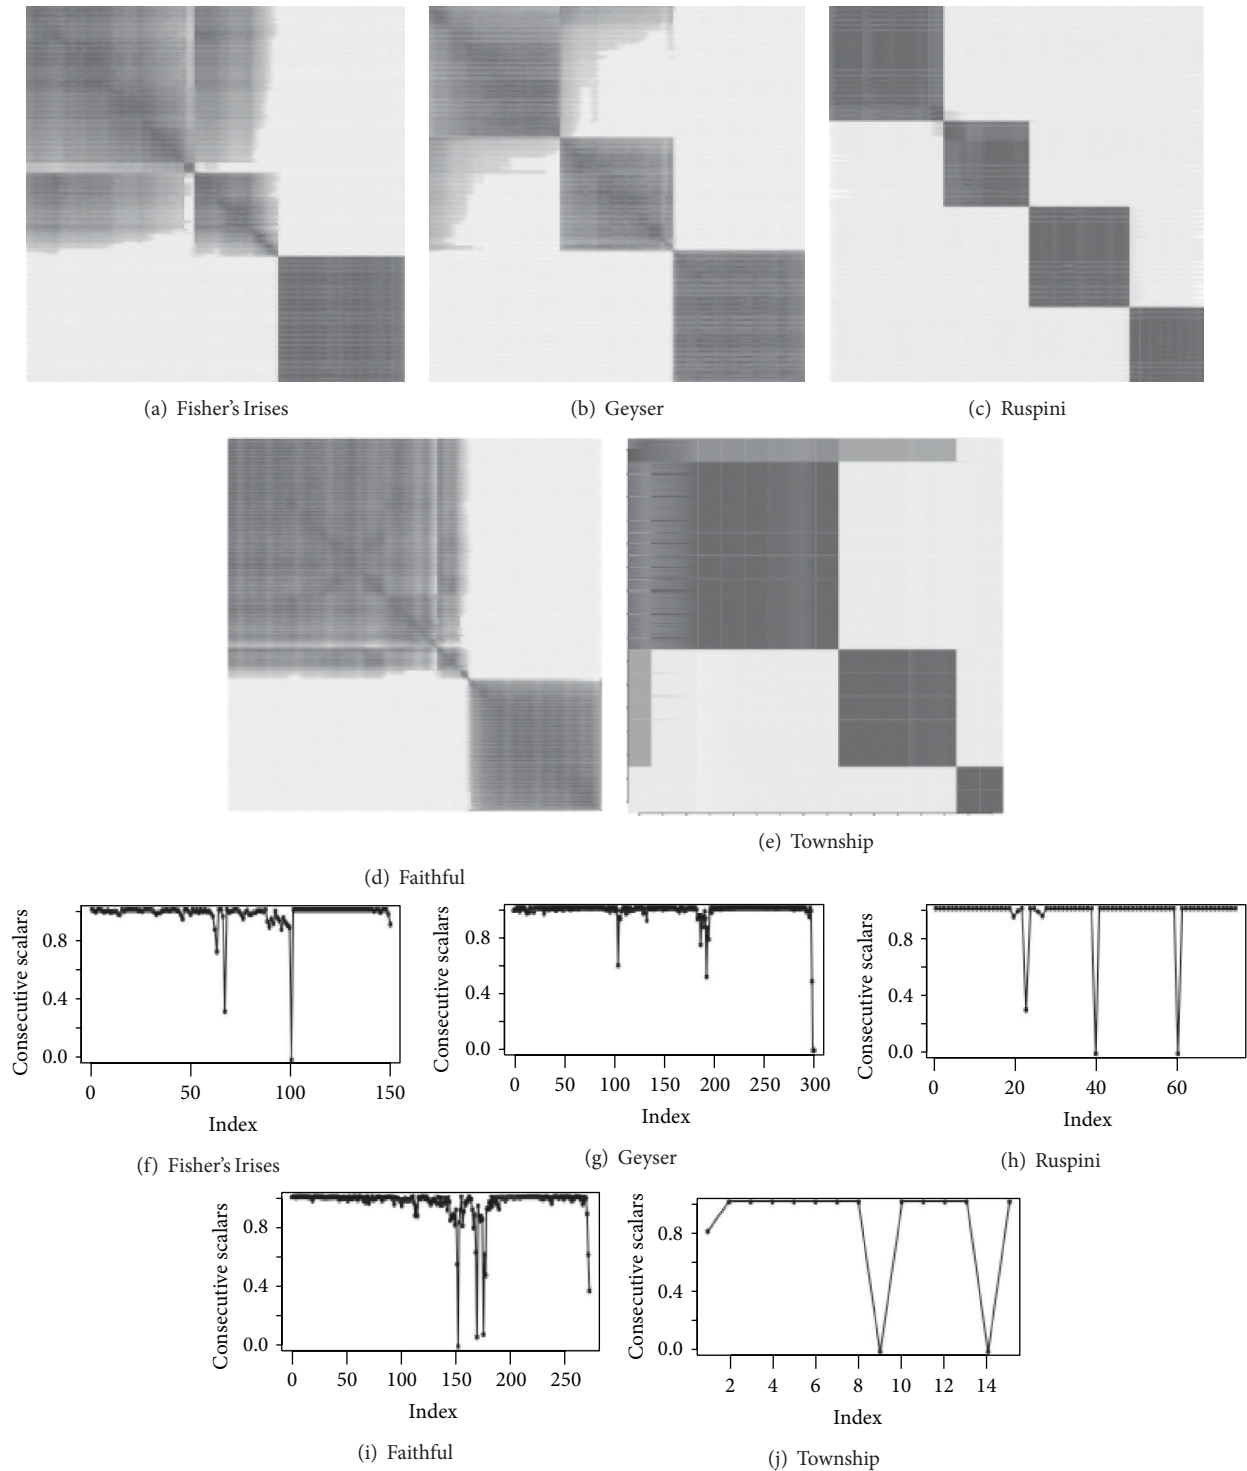 (a) Fisher's Irises
(b) Geyser
(c) Ruspini
(d) Faithful
(e) Township
Consecutive scalars
0.8
0.4
0.0
0 50 100 150
Index
(f) Fisher's Irises
Consecutive scalars
0.8
0.4
0.0
0 50 100 150 200 250 300
Index
(g) Geyser
Consecutive scalars
0.8
0.4
0.0
0 20 40 60
Index
(h) Ruspini
Consecutive scalars
0.8
0.4
0.0
0 50 100 150 200 250
Index
(i) Faithful
Consecutive scalars
0.8
0.4
0.0
2 4 6 8 10 12 14
Index
(j) Township